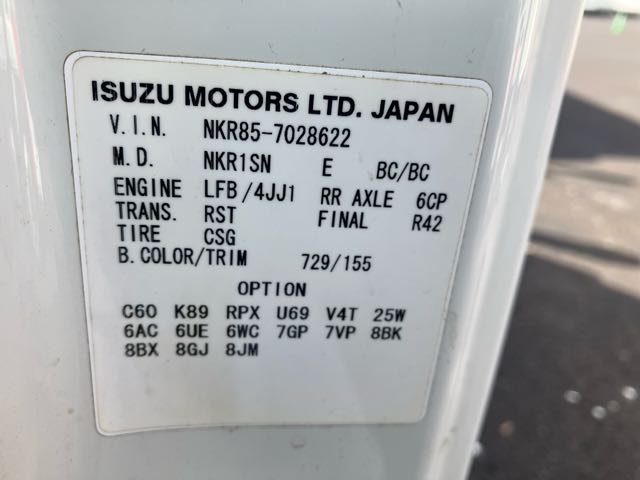 ISUZU MOTORS LTD. JAPAN
V.I.N. NKR85-7028622
M.D. NKR1SN E BC/BC
ENGINE LFB/4JJ1 RR AXLE 6CP
TRANS. RST FINAL R42
TIRE CSG
B.COLOR/TRIM 729/155
OPTION
C60 K89 RPX U69 V4T 25W
6AC 6UE 6WC 7GP 7VP 8BK
8BX 8GJ 8JM